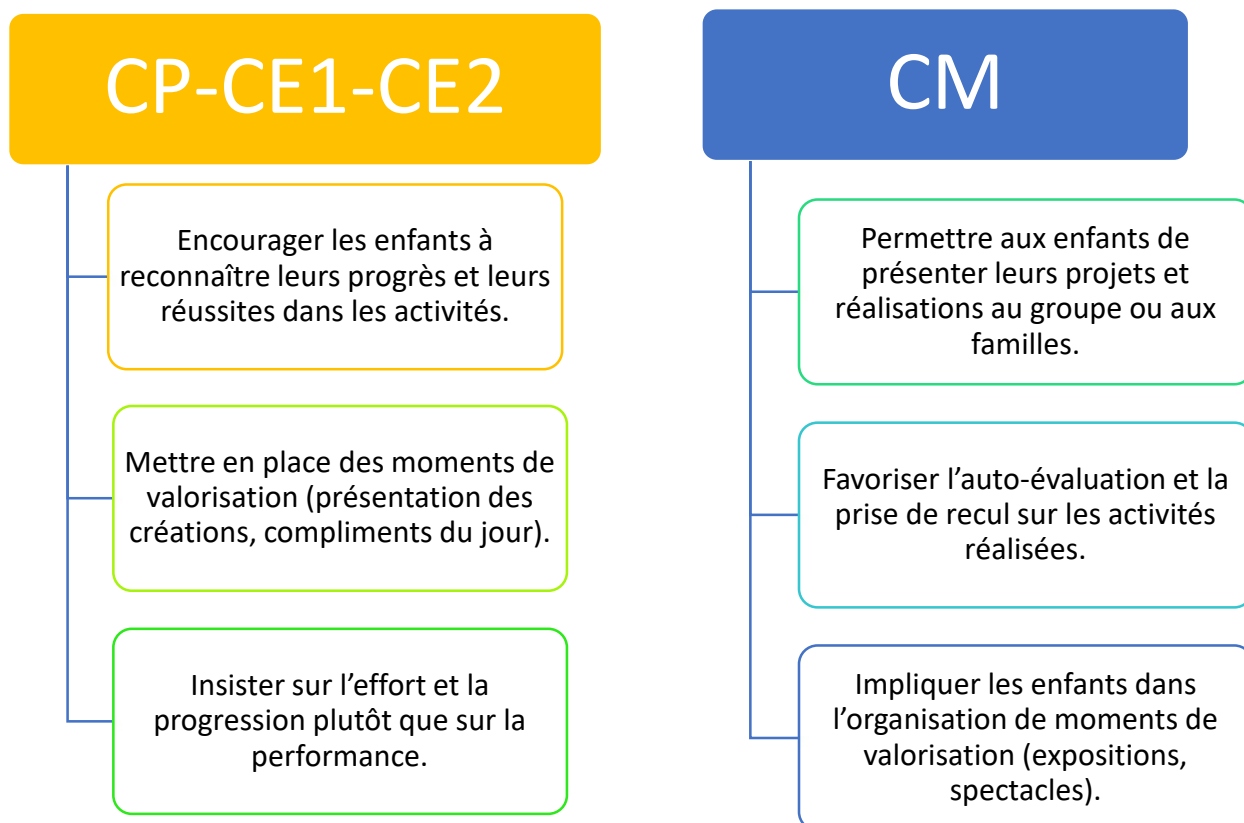 CP-CE1-CE2
Encourager les enfants à
reconnaître leurs progrès et leurs
réussites dans les activités.
Mettre en place des moments de
valorisation (présentation des
créations, compliments du jour).
Insister sur l’effort et la
progression plutôt que sur la
performance.
CM
Permettre aux enfants de
présenter leurs projets et
réalisations au groupe ou aux
familles.
Favoriser l’auto-évaluation et la
prise de recul sur les activités
réalisées.
Impliquer les enfants dans
l’organisation de moments de
valorisation (expositions,
spectacles).